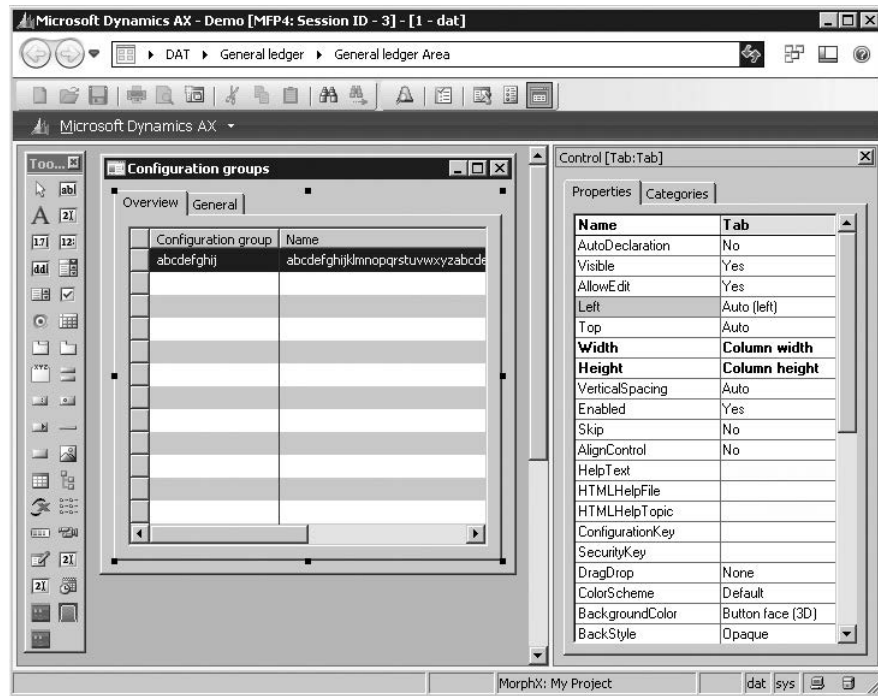 Microsoft Dynamics AX - Demo [MFP4: Session ID - 3] - [1 - dat]
DAT General ledger General ledger Area
Microsoft Dynamics AX
Too...
Configuration groups
Overview General
Configuration group Name
abcdefghij abcdefghijklmnopqrstuvwxyzabcde
Control [Tab:Tab]
Properties Categories
Name Tab
AutoDeclaration No
Visible Yes
AllowEdit Yes
Left Auto (left)
Top Auto
Width Column width
Height Column height
VerticalSpacing Auto
Enabled Yes
Skip No
AlignControl No
HelpText
HTMLHelpFile
HTMLHelpTopic
ConfigurationKey
SecurityKey
DragDrop None
ColorScheme Default
BackgroundColor Button face (3D)
BackStyle Opaque
MorphX: My Project dat sys